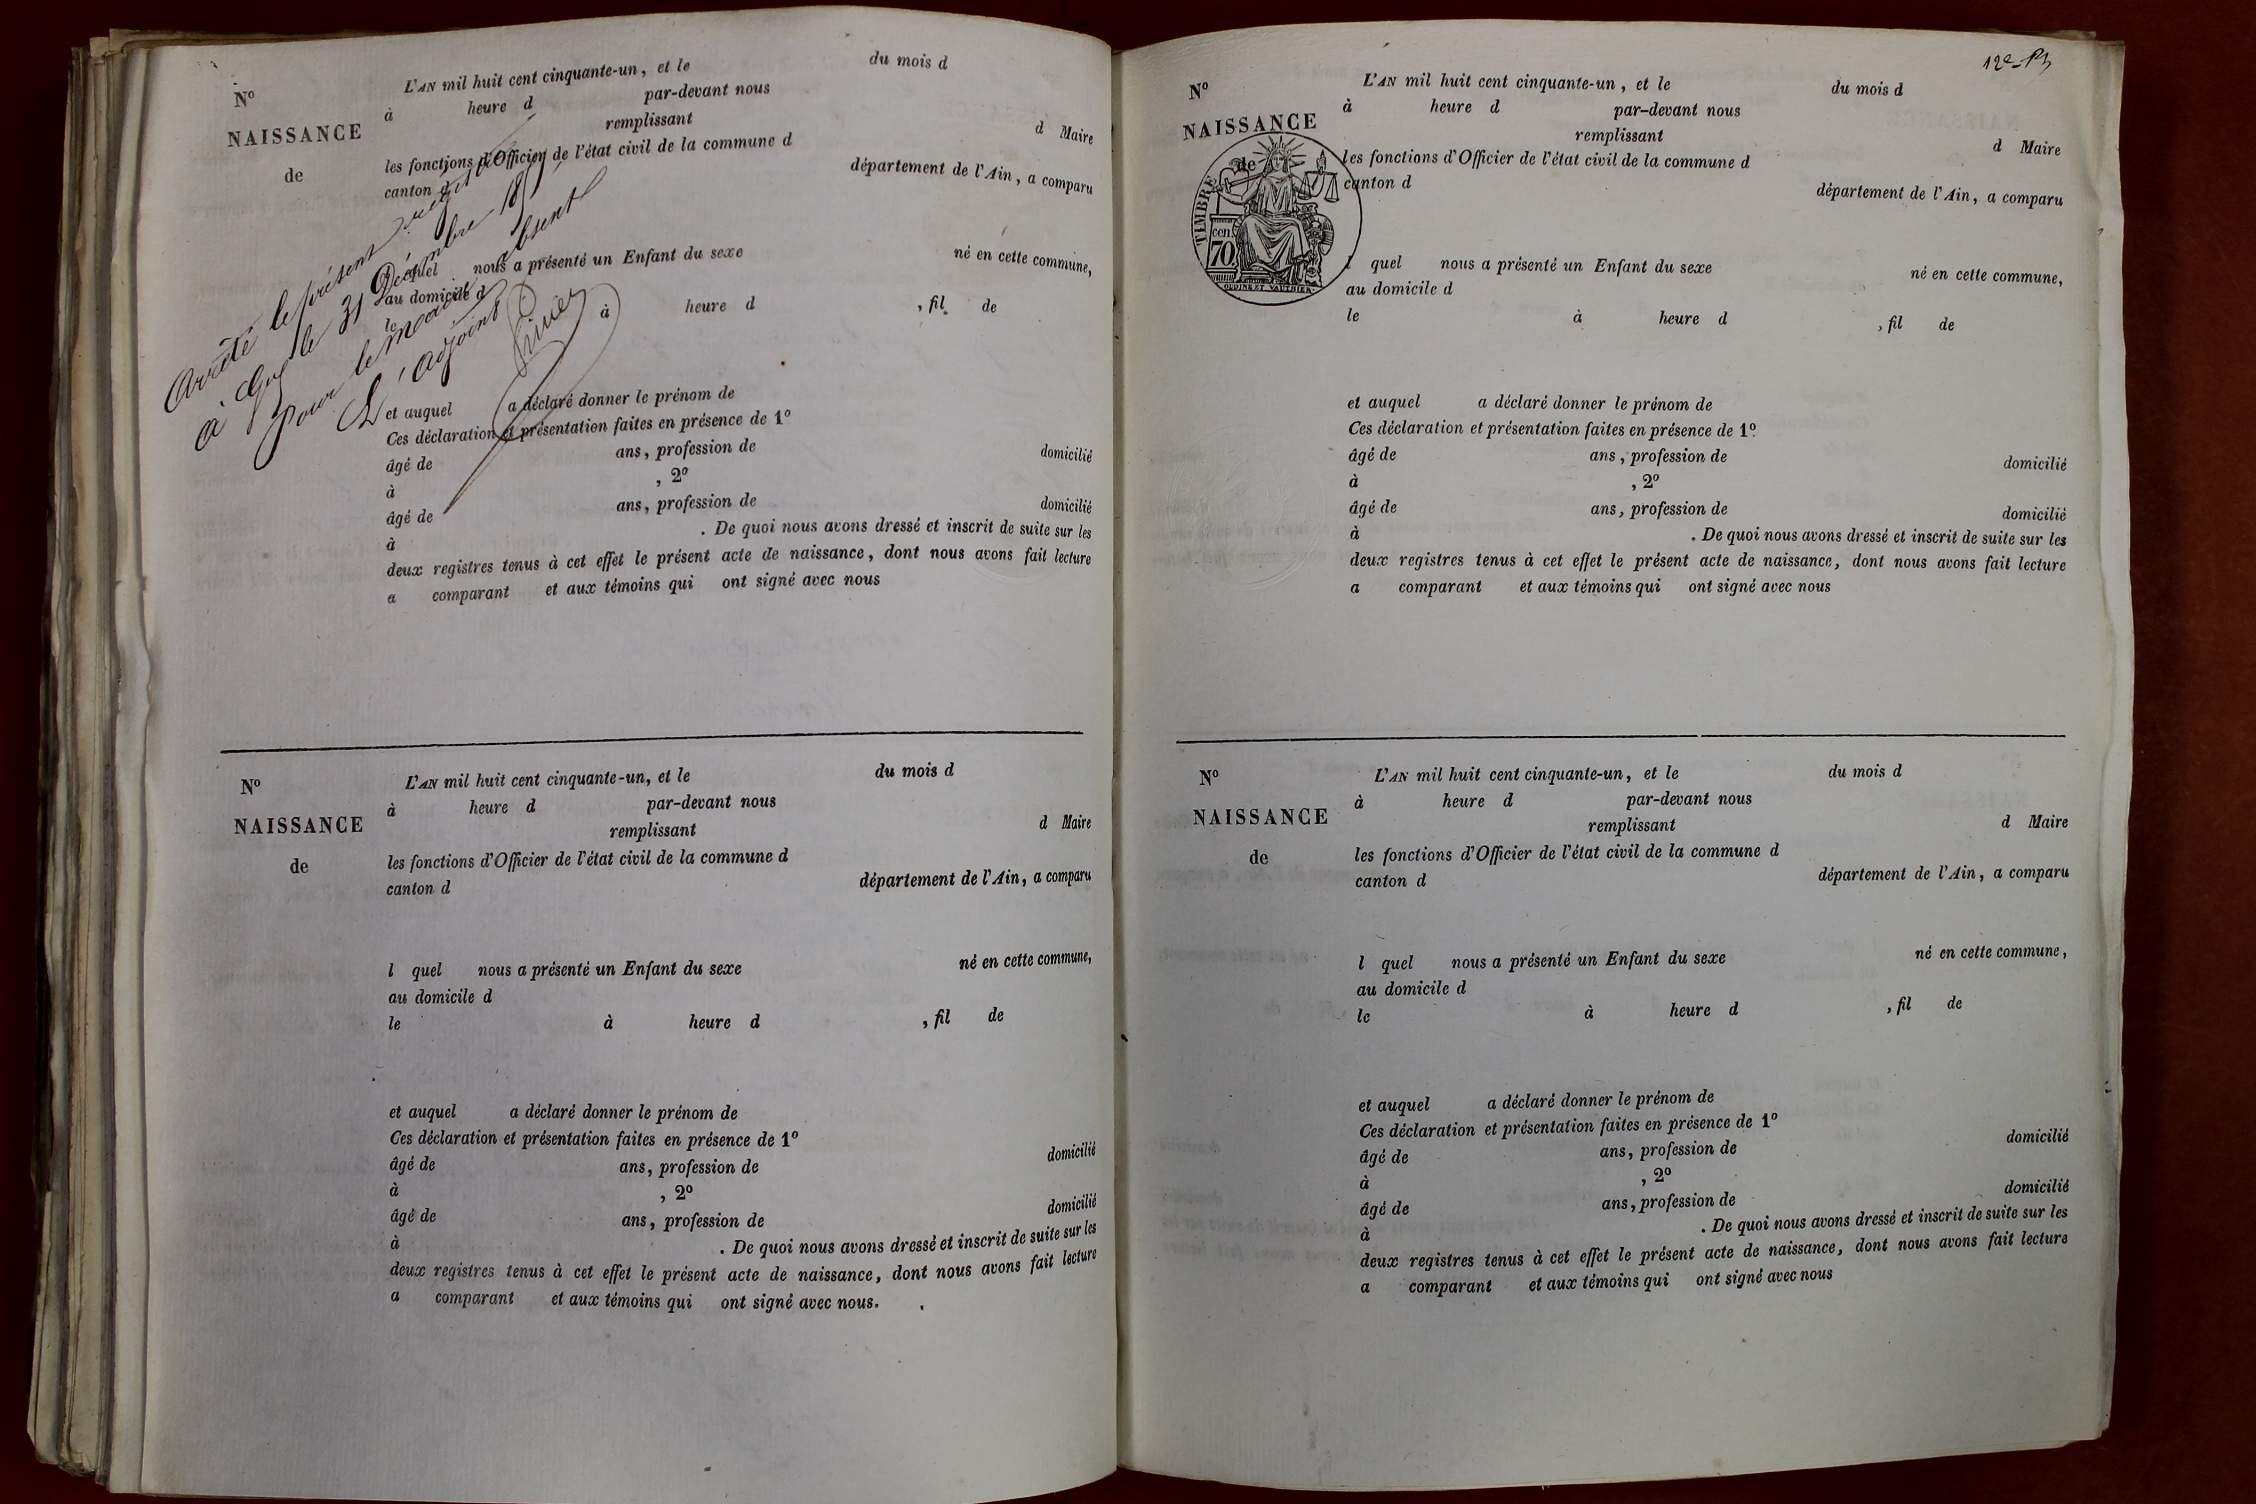 N°
NAISSANCE
de
L'AN mil huit cent cinquante-un, et le du mois d
à heure d par-devant nous
remplissant d Maire
les fonctions d'Officier de l'état civil de la commune d
canton d département de l'Ain, a comparu
l quel nous a présenté un Enfant du sexe né en cette commune,
au domicile d
le à heure d , fil de
et auquel a déclaré donner le prénom de
Ces déclaration et présentation faites en présence de 1°
âgé de ans, profession de domicilié
à , 2°
âgé de ans, profession de domicilié
à . De quoi nous avons dressé et inscrit de suite sur les
deux registres tenus à cet effet le présent acte de naissance, dont nous avons fait lecture
a comparant et aux témoins qui ont signé avec nous
Arrêté le présent
à le 31 Décembre
pour le maire absent
L'adjoint
N°
NAISSANCE
de
L'AN mil huit cent cinquante-un, et le du mois d
à heure d par-devant nous
remplissant d Maire
les fonctions d'Officier de l'état civil de la commune d
canton d département de l'Ain, a comparu
l quel nous a présenté un Enfant du sexe né en cette commune,
au domicile d
le à heure d , fil de
et auquel a déclaré donner le prénom de
Ces déclaration et présentation faites en présence de 1°
âgé de ans, profession de domicilié
à , 2°
âgé de ans, profession de domicilié
à . De quoi nous avons dressé et inscrit de suite sur les
deux registres tenus à cet effet le présent acte de naissance, dont nous avons fait lecture
a comparant et aux témoins qui ont signé avec nous.
N°
NAISSANCE
de
TIMBRE
70 cen
OUDINE ET VAUTHIER
L'AN mil huit cent cinquante-un, et le du mois d
à heure d par-devant nous
remplissant d Maire
les fonctions d'Officier de l'état civil de la commune d
canton d département de l'Ain, a comparu
l quel nous a présenté un Enfant du sexe né en cette commune,
au domicile d
le à heure d , fil de
et auquel a déclaré donner le prénom de
Ces déclaration et présentation faites en présence de 1°
âgé de ans, profession de domicilié
à , 2°
âgé de ans, profession de domicilié
à . De quoi nous avons dressé et inscrit de suite sur les
deux registres tenus à cet effet le présent acte de naissance, dont nous avons fait lecture
a comparant et aux témoins qui ont signé avec nous
N°
NAISSANCE
de
L'AN mil huit cent cinquante-un, et le du mois d
à heure d par-devant nous
remplissant d Maire
les fonctions d'Officier de l'état civil de la commune d
canton d département de l'Ain, a comparu
l quel nous a présenté un Enfant du sexe né en cette commune,
au domicile d
le à heure d , fil de
et auquel a déclaré donner le prénom de
Ces déclaration et présentation faites en présence de 1°
âgé de ans, profession de domicilié
à , 2°
âgé de ans, profession de domicilié
à . De quoi nous avons dressé et inscrit de suite sur les
deux registres tenus à cet effet le présent acte de naissance, dont nous avons fait lecture
a comparant et aux témoins qui ont signé avec nous